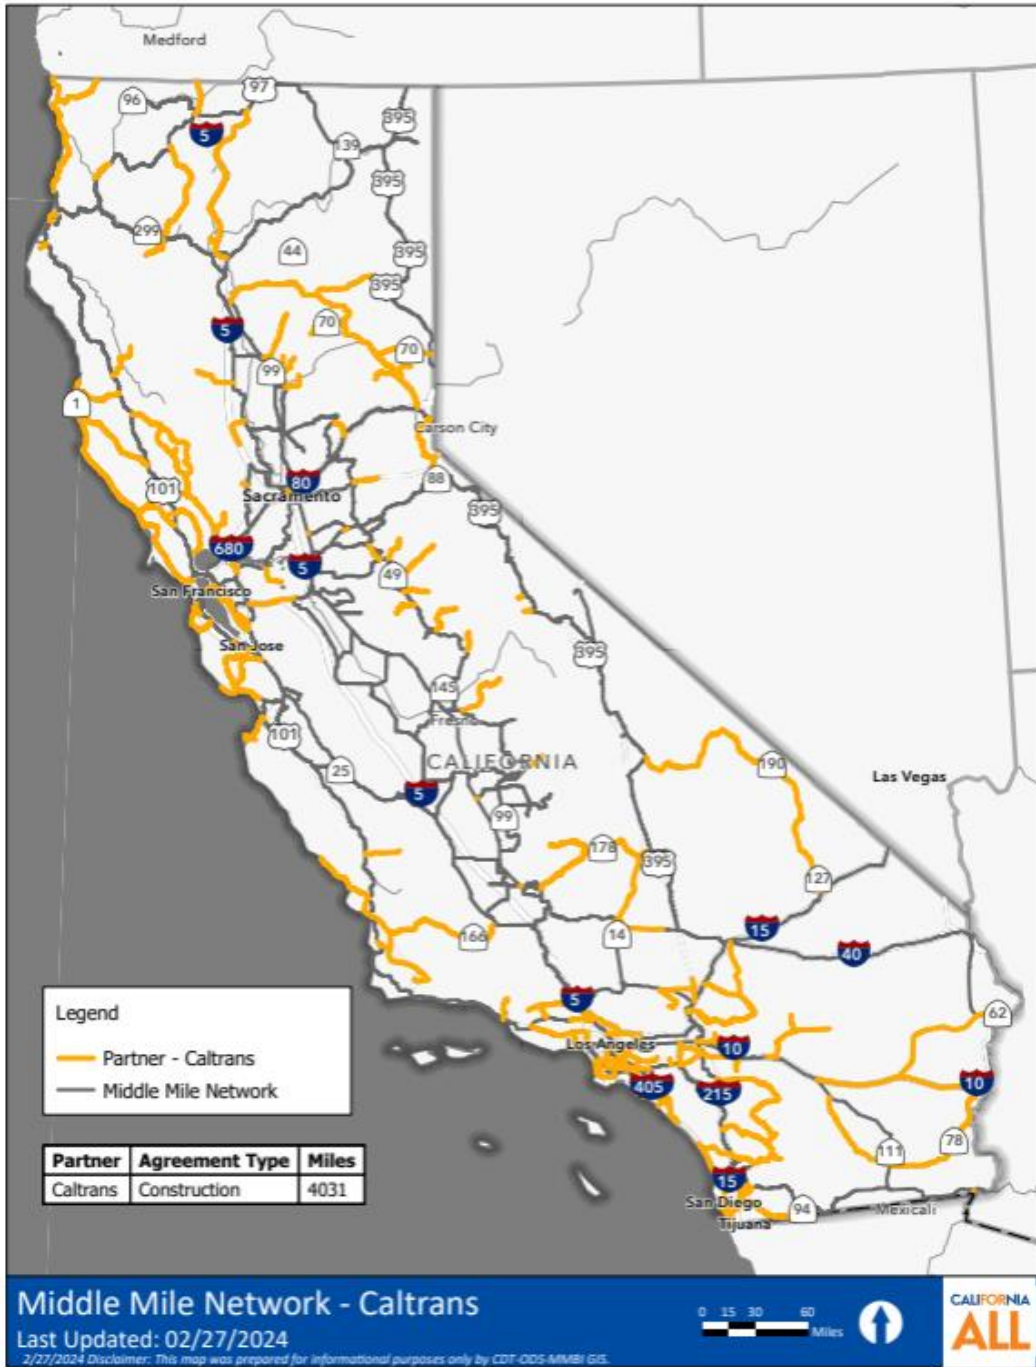 Medford
97
96
5
395
139
395
299
44
395
395
5
70
70
99
1
Carson City
88
80
101
Sacramento
395
680
5
49
San Francisco
San Jose
395
145
Fresno
101
CALIFORNIA
190
25
Las Vegas
5
99
178
395
127
15
166
14
40
5
62
Los Angeles
10
405
215
10
78
111
15
San Diego
94
Mexicali
Tijuana
Legend
Partner - Caltrans
Middle Mile Network
Partner Agreement Type Miles
Caltrans Construction 4031
Middle Mile Network - Caltrans
Last Updated: 02/27/2024
2/27/2024 Disclaimer: This map was prepared for informational purposes only by CDT-ODS-MMBI GIS.
0 15 30 60
Miles
CALIFORNIA
ALL